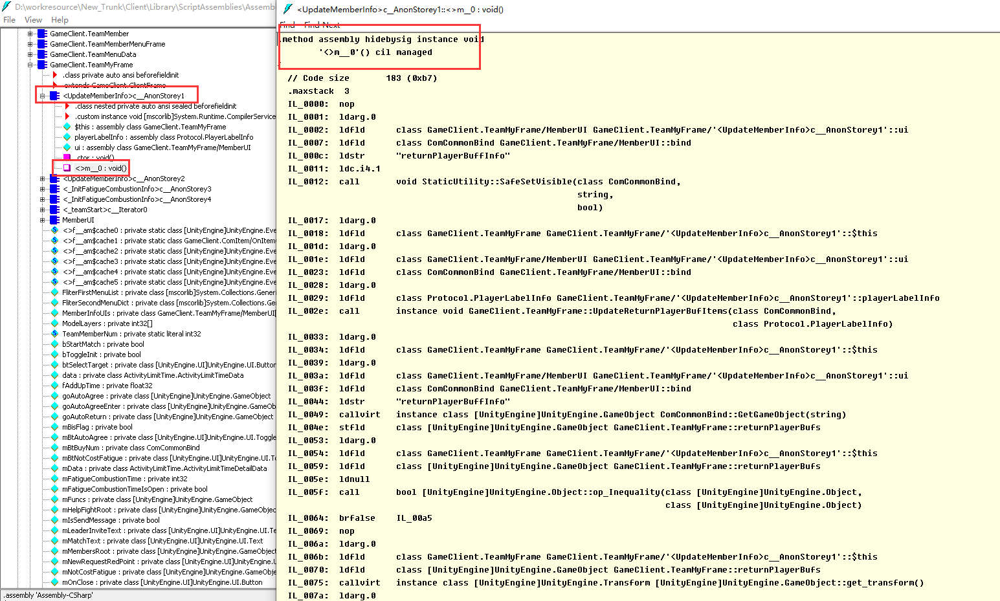 D:\workresource\New_Trunk\Client\Library\ScriptAssemblies\Assemb
File View Help
GameClient.TeamMember
GameClient.TeamMemberMenuFrame
GameClient.TeamMenuData
GameClient.TeamMyFrame
.class private auto ansi beforefieldinit
extends GameClient.ClientFrame
<UpdateMemberInfo>c__AnonStorey1
.class nested private auto ansi sealed beforefieldinit
.custom instance void [mscorlib]System.Runtime.CompilerService
$this : assembly class GameClient.TeamMyFrame
playerLabelInfo : assembly class Protocol.PlayerLabelInfo
ui : assembly class GameClient.TeamMyFrame/MemberUI
.ctor : void()
<>m__0 : void()
<UpdateMemberInfo>c__AnonStorey2
<_InitFatigueCombustionInfo>c__AnonStorey3
<_InitFatigueCombustionInfo>c__AnonStorey4
<_teamStart>c__Iterator0
MemberUI
<>f__am$cache0 : private static class [UnityEngine]UnityEngine.Eve
<>f__am$cache1 : private static class GameClient.ComItem/OnItem
<>f__am$cache2 : private static class [UnityEngine]UnityEngine.Eve
<>f__am$cache3 : private static class [UnityEngine]UnityEngine.Eve
<>f__am$cache4 : private static class [UnityEngine]UnityEngine.Eve
<>f__am$cache5 : private static class [UnityEngine]UnityEngine.Eve
FliterFirstMenuList : private class [mscorlib]System.Collections.Generi
FliterSecondMenuDict : private class [mscorlib]System.Collections.Ge
MemberInfoUIs : private class GameClient.TeamMyFrame/MemberUI[
ModelLayers : private int32[]
TeamMemberNum : private static literal int32
bStartMatch : private bool
bToggleInit : private bool
btSelectTarget : private class [UnityEngine.UI]UnityEngine.UI.Button
data : private class ActivityLimitTime.ActivityLimitTimeData
fAddUpTime : private float32
goAutoAgree : private class [UnityEngine]UnityEngine.GameObject
goAutoAgreeEnter : private class [UnityEngine]UnityEngine.GameOb
goAutoReturn : private class [UnityEngine]UnityEngine.GameObject
mBisFlag : private bool
mBtAutoAgree : private class [UnityEngine.UI]UnityEngine.UI.Toggle
mBtBuyNum : private class ComCommonBind
mBtNotCostFatigue : private class [UnityEngine.UI]UnityEngine.UI.To
mData : private class ActivityLimitTime.ActivityLimitTimeDetailData
mFatigueCombustionTime : private int32
mFatigueCombustionTimeIsOpen : private bool
mFuncs : private class [UnityEngine]UnityEngine.GameObject
mHelpFightRoot : private class [UnityEngine]UnityEngine.GameObjec
mIsSendMessage : private bool
mLeaderInviteText : private class [UnityEngine.UI]UnityEngine.UI.Te
mMatchText : private class [UnityEngine.UI]UnityEngine.UI.Text
mMembersRoot : private class [UnityEngine]UnityEngine.GameObject
mNewRequestRedPoint : private class [UnityEngine.UI]UnityEngine.U
mNotCostFatigue : private class [UnityEngine]UnityEngine.GameObje
mOnClose : private class [UnityEngine.UI]UnityEngine.UI.Button
.assembly 'Assembly-CSharp'
<UpdateMemberInfo>c__AnonStorey1::<>m__0 : void()
Find Find Next
.method assembly hidebysig instance void
'<>m__0'() cil managed
// Code size 183 (0xb7)
.maxstack 3
IL_0000: nop
IL_0001: ldarg.0
IL_0002: ldfld class GameClient.TeamMyFrame/MemberUI GameClient.TeamMyFrame/'<UpdateMemberInfo>c__AnonStorey1'::ui
IL_0007: ldfld class ComCommonBind GameClient.TeamMyFrame/MemberUI::bind
IL_000c: ldstr "returnPlayerBuffInfo"
IL_0011: ldc.i4.1
IL_0012: call void StaticUtility::SafeSetVisible(class ComCommonBind,
string,
bool)
IL_0017: ldarg.0
IL_0018: ldfld class GameClient.TeamMyFrame GameClient.TeamMyFrame/'<UpdateMemberInfo>c__AnonStorey1'::$this
IL_001d: ldarg.0
IL_001e: ldfld class GameClient.TeamMyFrame/MemberUI GameClient.TeamMyFrame/'<UpdateMemberInfo>c__AnonStorey1'::ui
IL_0023: ldfld class ComCommonBind GameClient.TeamMyFrame/MemberUI::bind
IL_0028: ldarg.0
IL_0029: ldfld class Protocol.PlayerLabelInfo GameClient.TeamMyFrame/'<UpdateMemberInfo>c__AnonStorey1'::playerLabelInfo
IL_002e: call instance void GameClient.TeamMyFrame::UpdateReturnPlayerBufItems(class ComCommonBind,
class Protocol.PlayerLabelInfo)
IL_0033: ldarg.0
IL_0034: ldfld class GameClient.TeamMyFrame GameClient.TeamMyFrame/'<UpdateMemberInfo>c__AnonStorey1'::$this
IL_0039: ldarg.0
IL_003a: ldfld class GameClient.TeamMyFrame/MemberUI GameClient.TeamMyFrame/'<UpdateMemberInfo>c__AnonStorey1'::ui
IL_003f: ldfld class ComCommonBind GameClient.TeamMyFrame/MemberUI::bind
IL_0044: ldstr "returnPlayerBuffInfo"
IL_0049: callvirt instance class [UnityEngine]UnityEngine.GameObject ComCommonBind::GetGameObject(string)
IL_004e: stfld class [UnityEngine]UnityEngine.GameObject GameClient.TeamMyFrame::returnPlayerBufs
IL_0053: ldarg.0
IL_0054: ldfld class GameClient.TeamMyFrame GameClient.TeamMyFrame/'<UpdateMemberInfo>c__AnonStorey1'::$this
IL_0059: ldfld class [UnityEngine]UnityEngine.GameObject GameClient.TeamMyFrame::returnPlayerBufs
IL_005e: ldnull
IL_005f: call bool [UnityEngine]UnityEngine.Object::op_Inequality(class [UnityEngine]UnityEngine.Object,
class [UnityEngine]UnityEngine.Object)
IL_0064: brfalse IL_00a5
IL_0069: nop
IL_006a: ldarg.0
IL_006b: ldfld class GameClient.TeamMyFrame GameClient.TeamMyFrame/'<UpdateMemberInfo>c__AnonStorey1'::$this
IL_0070: ldfld class [UnityEngine]UnityEngine.GameObject GameClient.TeamMyFrame::returnPlayerBufs
IL_0075: callvirt instance class [UnityEngine]UnityEngine.Transform [UnityEngine]UnityEngine.GameObject::get_transform()
IL_007a: ldarg.0